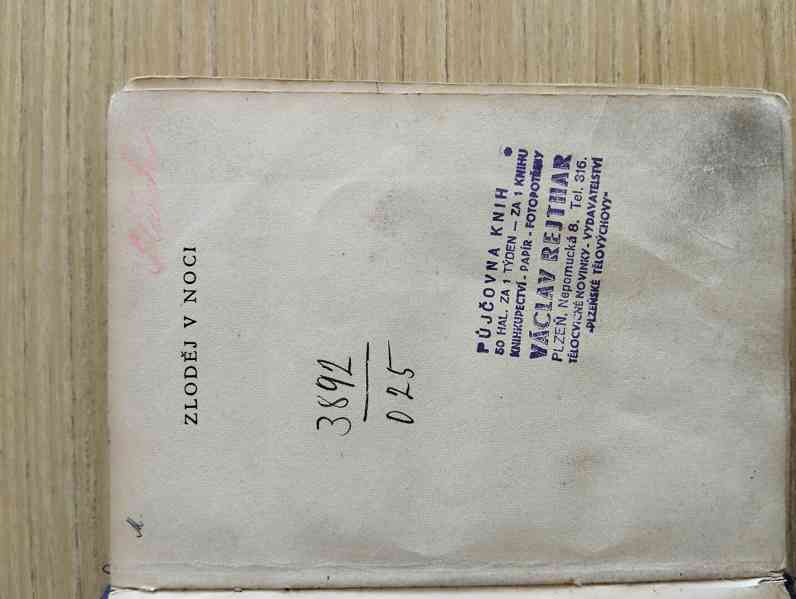 ZLODĚJ V NOCI
3892
025
PŮJČOVNA KNIH
50 HAL. ZA 1 TÝDEN — ZA 1 KNIHU
KNIHKUPECTVÍ - PAPÍR - FOTOPOTŘEBY
VÁCLAV REJTHAR
PLZEŇ, Nepomucká 8. Tel. 316.
TĚLOCVIČNÉ NOVINKY - VYDAVATELSTVÍ
"PLZEŇSKÉ TĚLOVÝCHOVY"